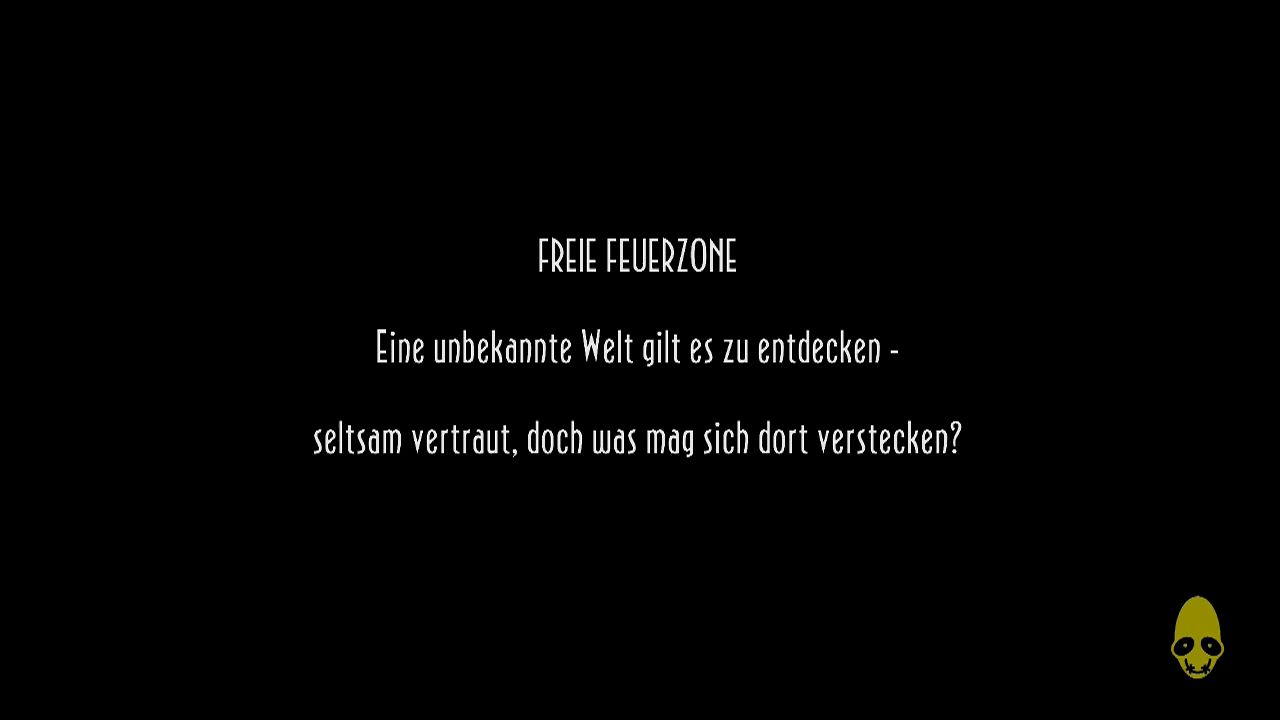 FREIE FEUERZONE
Eine unbekannte Welt gilt es zu entdecken -
seltsam vertraut, doch was mag sich dort verstecken?